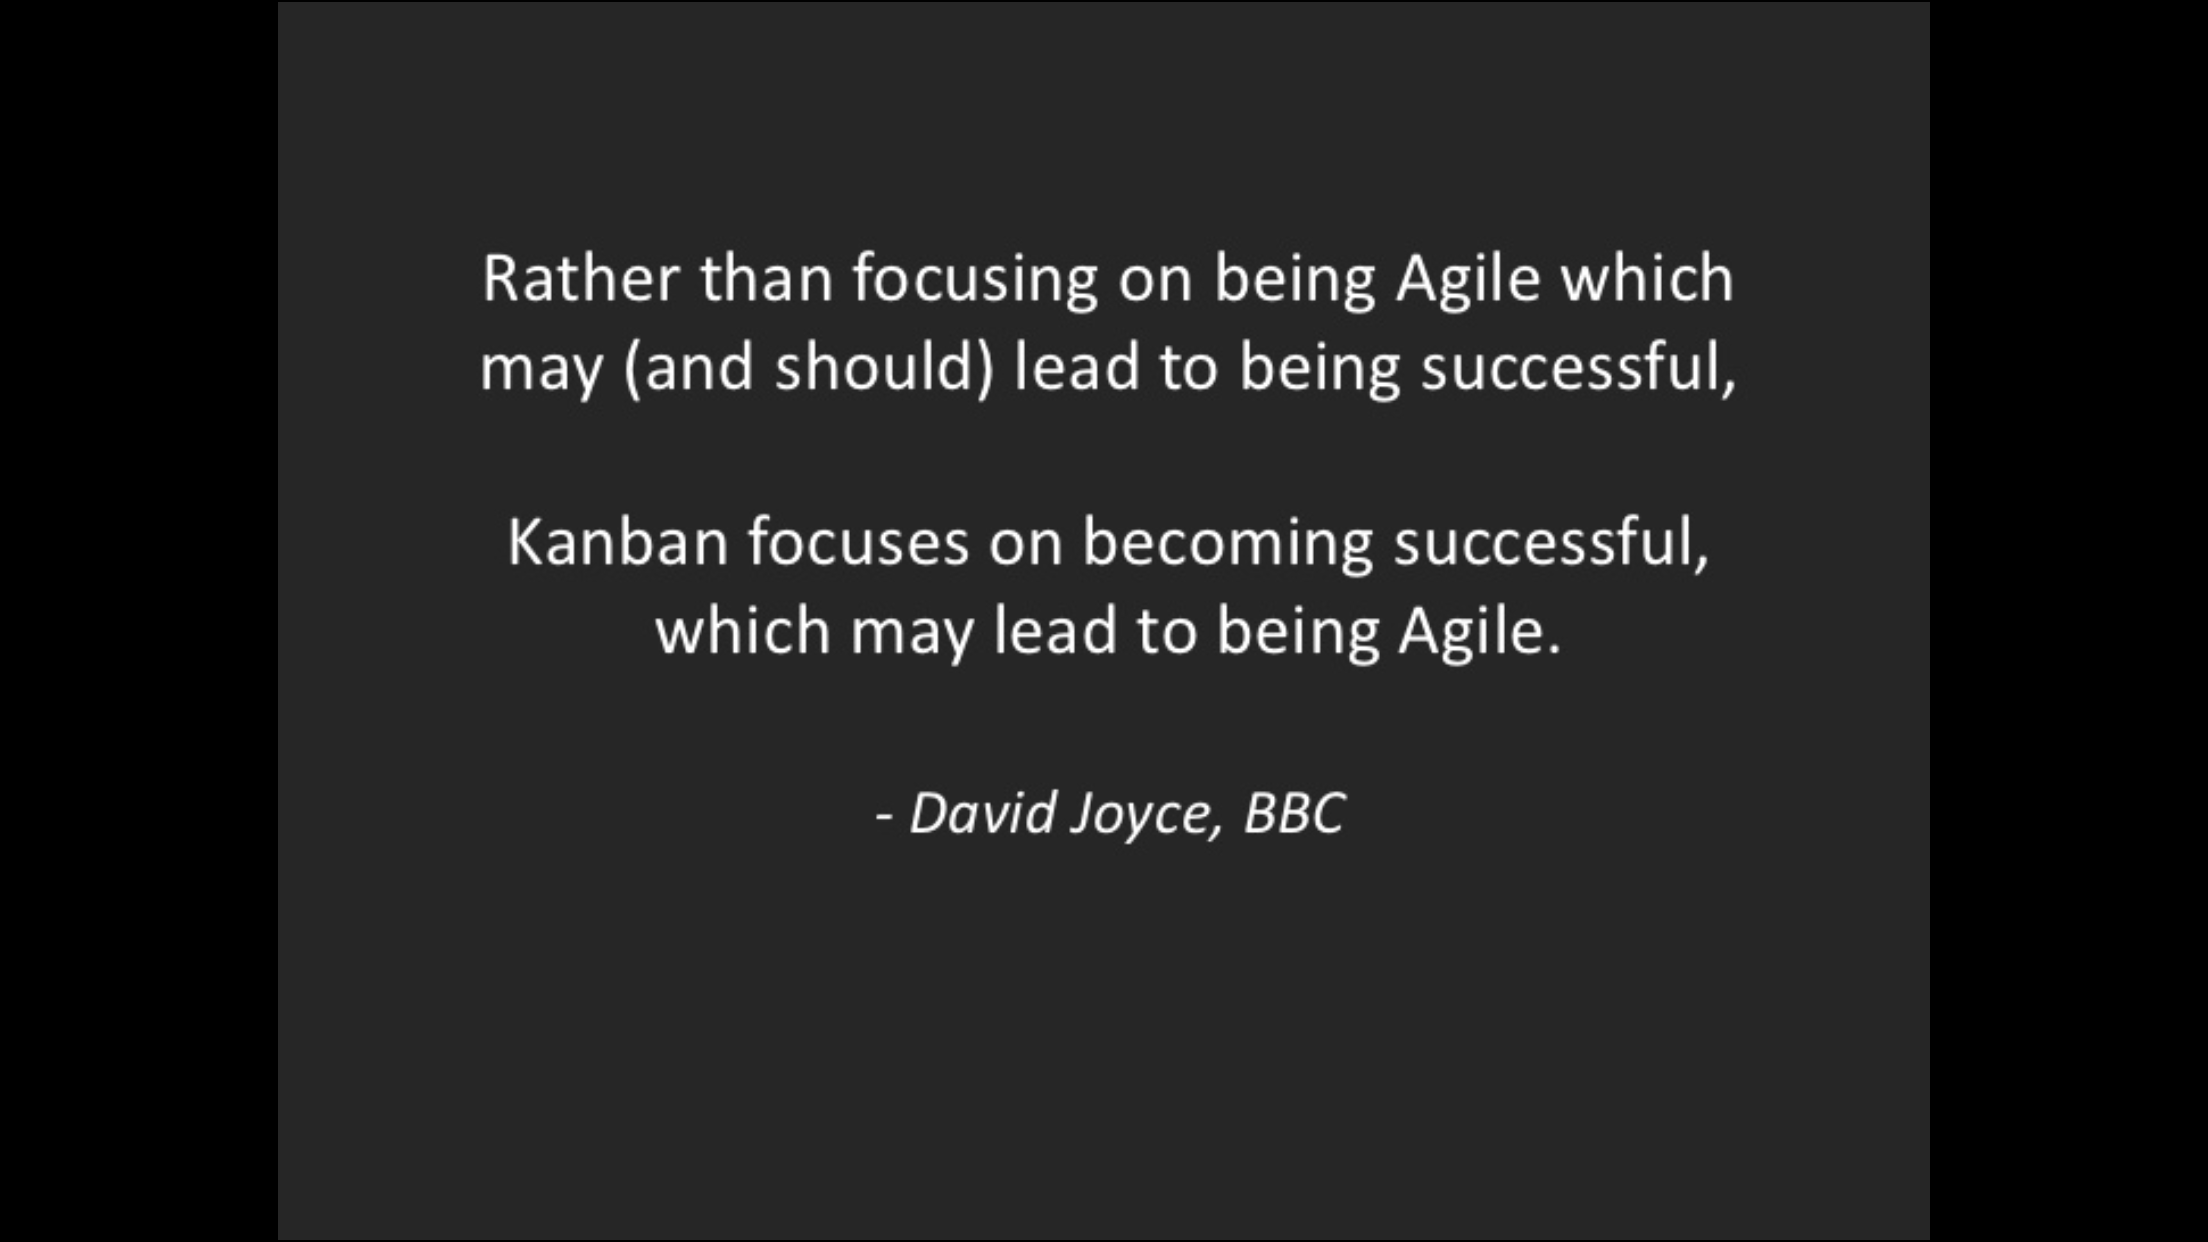 Rather than focusing on being Agile which
may (and should) lead to being successful,
Kanban focuses on becoming successful,
which may lead to being Agile.
- David Joyce, BBC